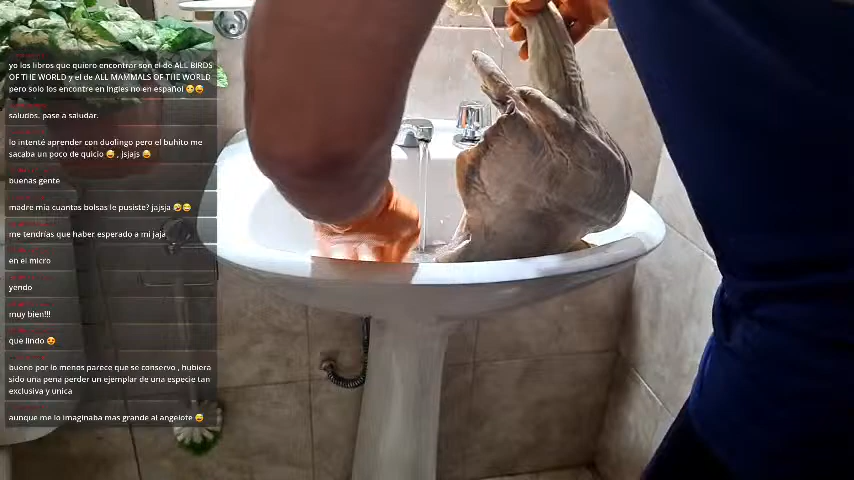 yo los libros que quiero encontrar son el de ALL BIRDS
OF THE WORLD y el de ALL MAMMALS OF THE WORLD
pero solo los encontre en ingles no en español 😋😝
saludos. pase a saludar.
lo intenté aprender con duolingo pero el buhito me
sacaba un poco de quicio 😅 , jsjajs 😅
buenas gente
madre mia cuantas bolsas le pusiste? jajsja 🤣😅
me tendrías que haber esperado a mi jaja
en el micro
yendo
muy bien!!!
que lindo ☺️
bueno por lo menos parece que se conservo , hubiera
sido una pena perder un ejemplar de una especie tan
exclusiva y unica
aunque me lo imaginaba mas grande al angelote 😅